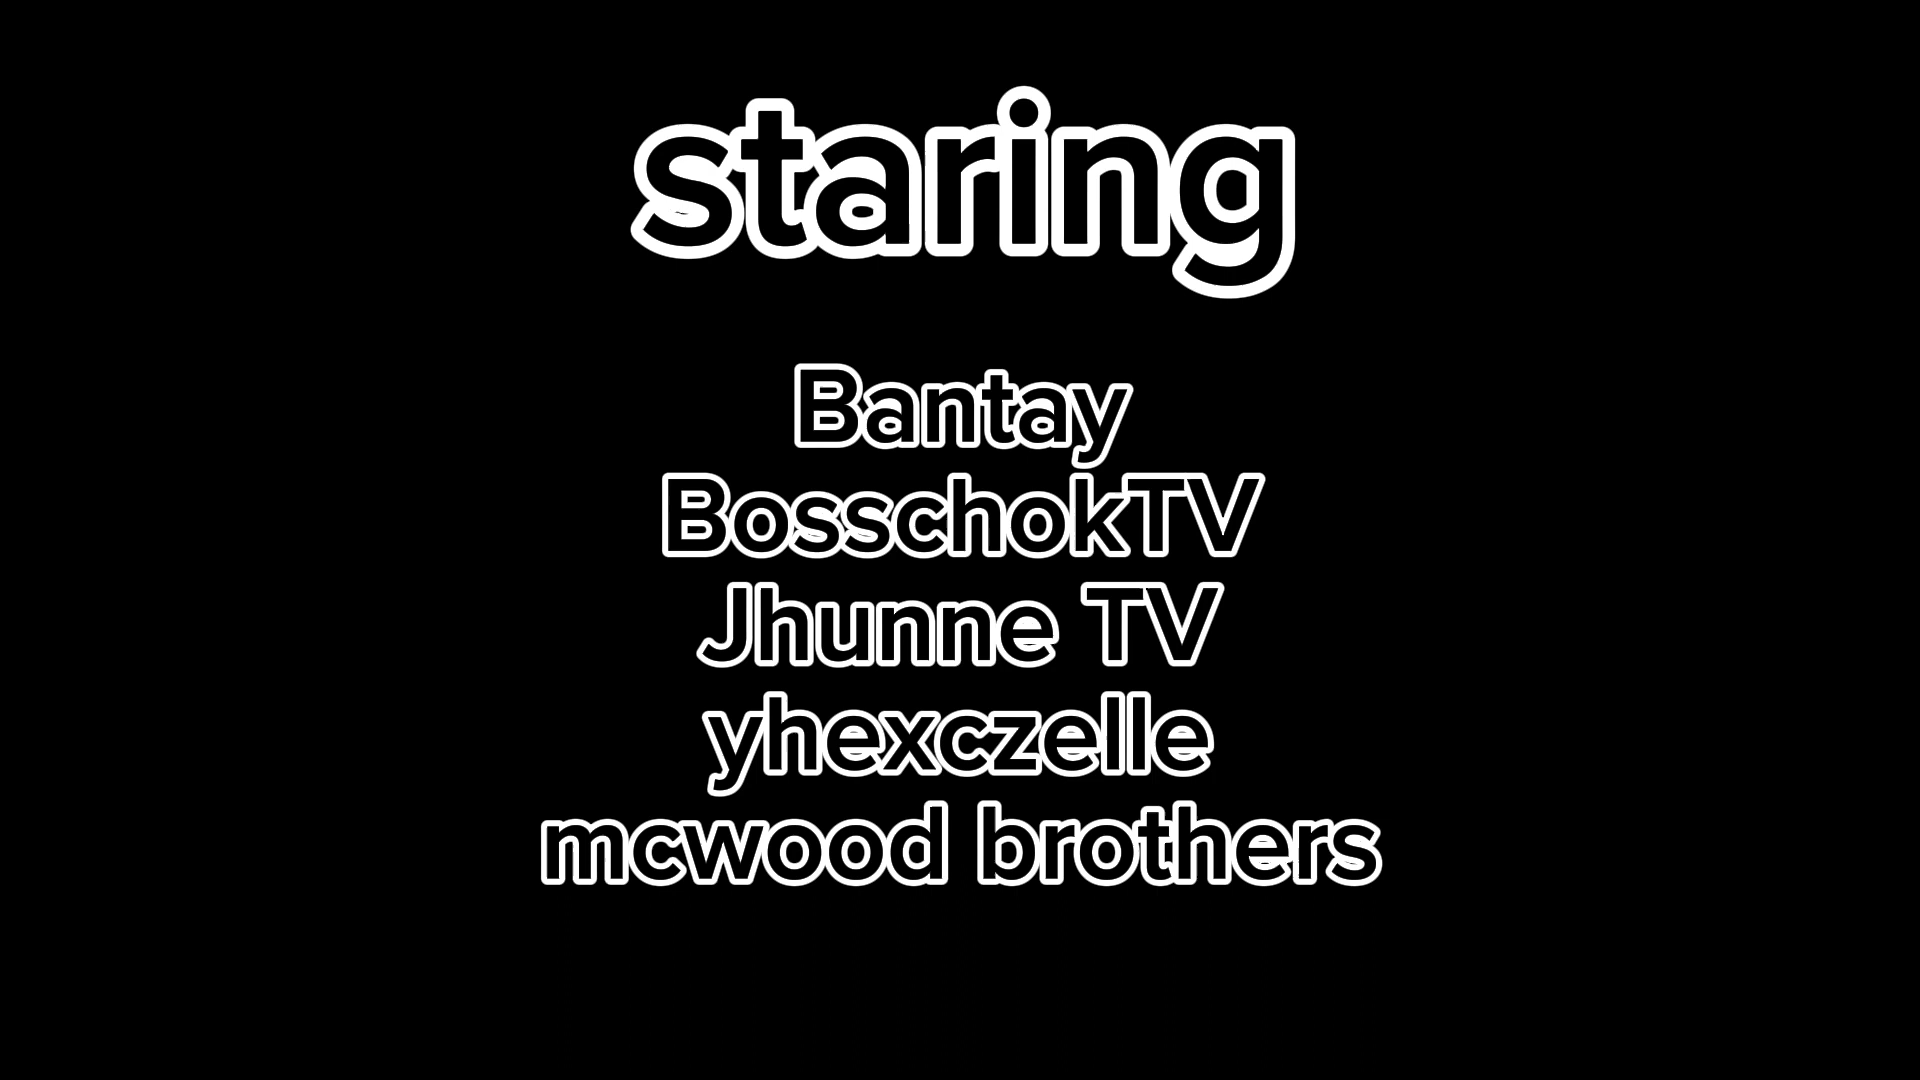 staring
Bantay
BosschokTV
Jhunne TV
yhexczelle
mcwood brothers